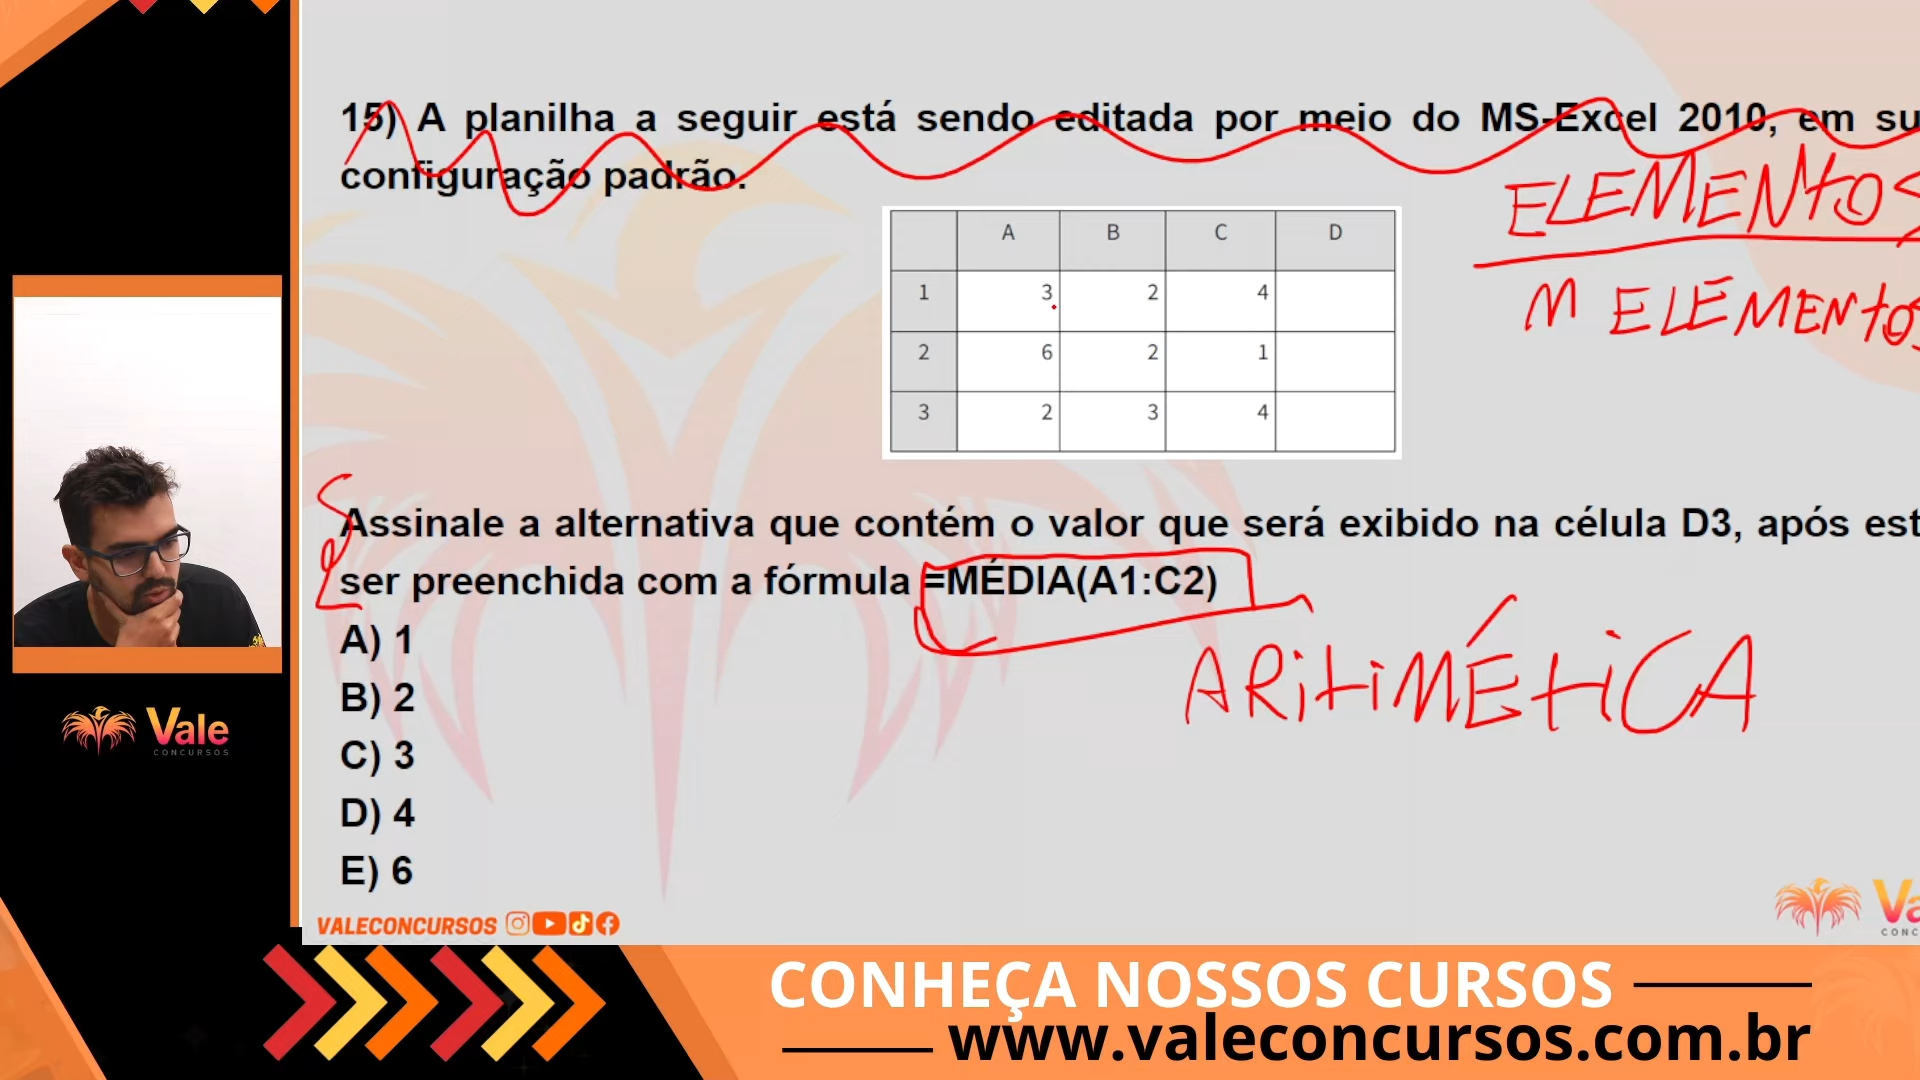 15) A planilha a seguir está sendo editada por meio do MS-Excel 2010, em su
configuração padrão.
ELEMENTOS
M ELEMENTOS
A B C D
1 3 2 4
2 6 2 1
3 2 3 4
Assinale a alternativa que contém o valor que será exibido na célula D3, após est
ser preenchida com a fórmula =MÉDIA(A1:C2)
ARITIMÉTICA
A) 1
B) 2
C) 3
D) 4
E) 6
Vale
CONCURSOS
VALECONCURSOS
Va
CONC
CONHEÇA NOSSOS CURSOS
www.valeconcursos.com.br